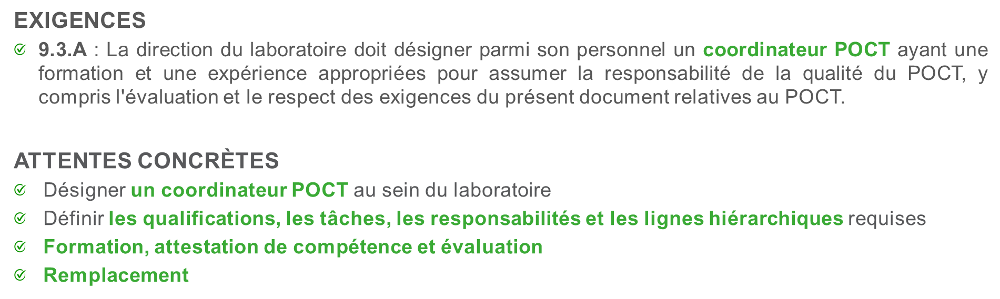 EXIGENCES
9.3.A : La direction du laboratoire doit désigner parmi son personnel un coordinateur POCT ayant une
formation et une expérience appropriées pour assumer la responsabilité de la qualité du POCT, y
compris l'évaluation et le respect des exigences du présent document relatives au POCT.
ATTENTES CONCRÈTES
Désigner un coordinateur POCT au sein du laboratoire
Définir les qualifications, les tâches, les responsabilités et les lignes hiérarchiques requises
Formation, attestation de compétence et évaluation
Remplacement